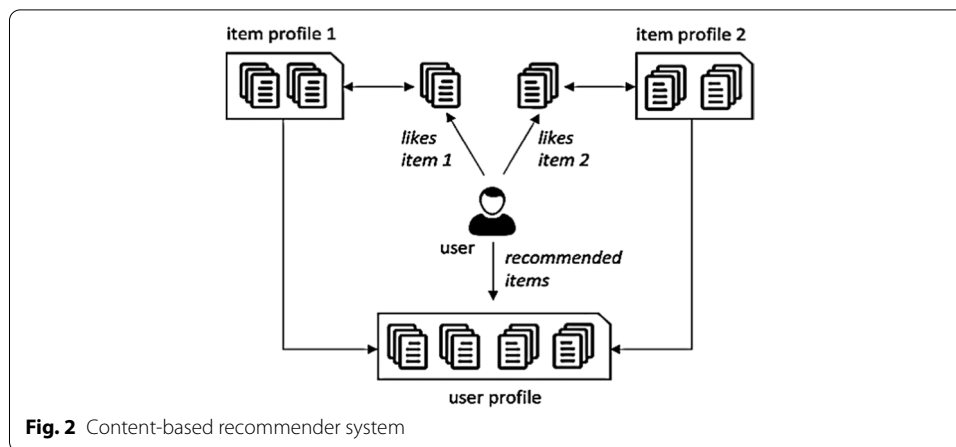 item profile 1
item profile 2
likes
item 1
likes
item 2
user
recommended
items
user profile
Fig. 2 Content-based recommender system